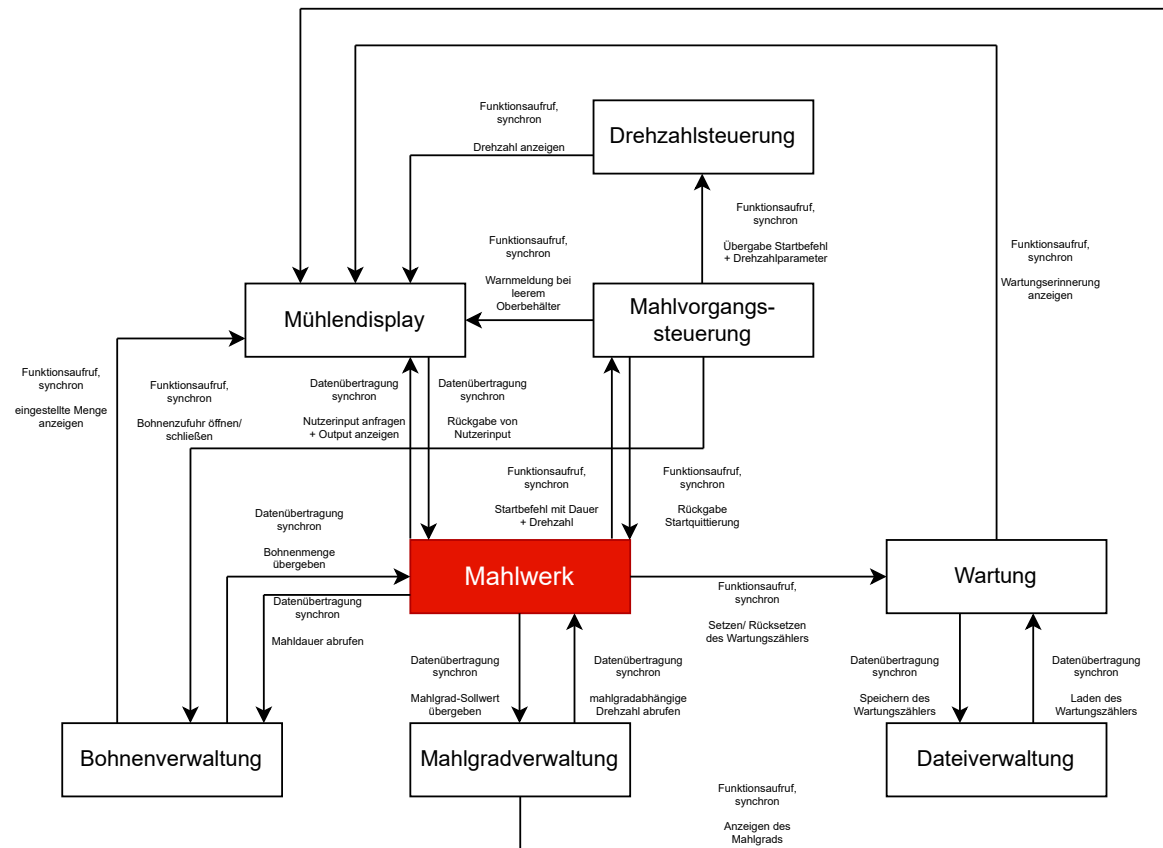 Funktionsaufruf,
synchron
Drehzahl anzeigen
Drehzahlsteuerung
Funktionsaufruf,
synchron
Übergabe Startbefehl
+ Drehzahlparameter
Funktionsaufruf,
synchron
Warnmeldung bei
leerem
Oberbehälter
Funktionsaufruf,
synchron
Wartungserinnerung
anzeigen
Mühlendisplay
Mahlvorgangs-
steuerung
Funktionsaufruf,
synchron
eingestellte Menge
anzeigen
Funktionsaufruf,
synchron
Bohnenzufuhr öffnen/
schließen
Datenübertragung
synchron
Nutzerinput anfragen
+ Output anzeigen
Datenübertragung
synchron
Rückgabe von
Nutzerinput
Funktionsaufruf,
synchron
Startbefehl mit Dauer
+ Drehzahl
Funktionsaufruf,
synchron
Rückgabe
Startquittierung
Datenübertragung
synchron
Bohnenmenge
übergeben
Mahlwerk
Wartung
Funktionsaufruf,
synchron
Setzen/ Rücksetzen
des Wartungszählers
Datenübertragung
synchron
Mahldauer abrufen
Datenübertragung
synchron
Mahlgrad-Sollwert
übergeben
Datenübertragung
synchron
mahlgradabhängige
Drehzahl abrufen
Datenübertragung
synchron
Speichern des
Wartungszählers
Datenübertragung
synchron
Laden des
Wartungszählers
Bohnenverwaltung
Mahlgradverwaltung
Dateiverwaltung
Funktionsaufruf,
synchron
Anzeigen des
Mahlgrads